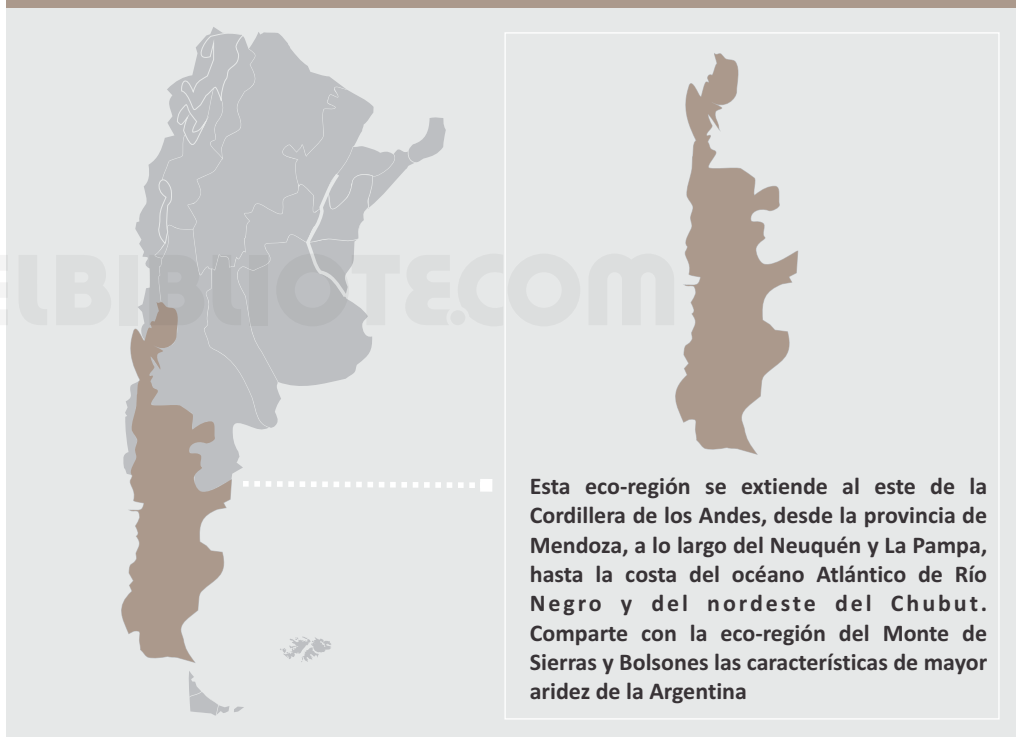 ELBIBLIOTE.COM
Esta eco-región se extiende al este de la
Cordillera de los Andes, desde la provincia de
Mendoza, a lo largo del Neuquén y La Pampa,
hasta la costa del océano Atlántico de Río
Negro y del nordeste del Chubut.
Comparte con la eco-región del Monte de
Sierras y Bolsones las características de mayor
aridez de la Argentina